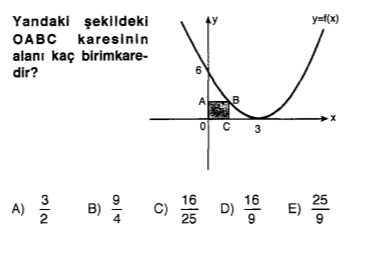 Yandaki şekildeki
OABC karesinin
alanı kaç birimkare-
dir?
y
y=f(x)
6
A
B
0
C
3
x
A) 3/2 B) 9/4 C) 16/25 D) 16/9 E) 25/9